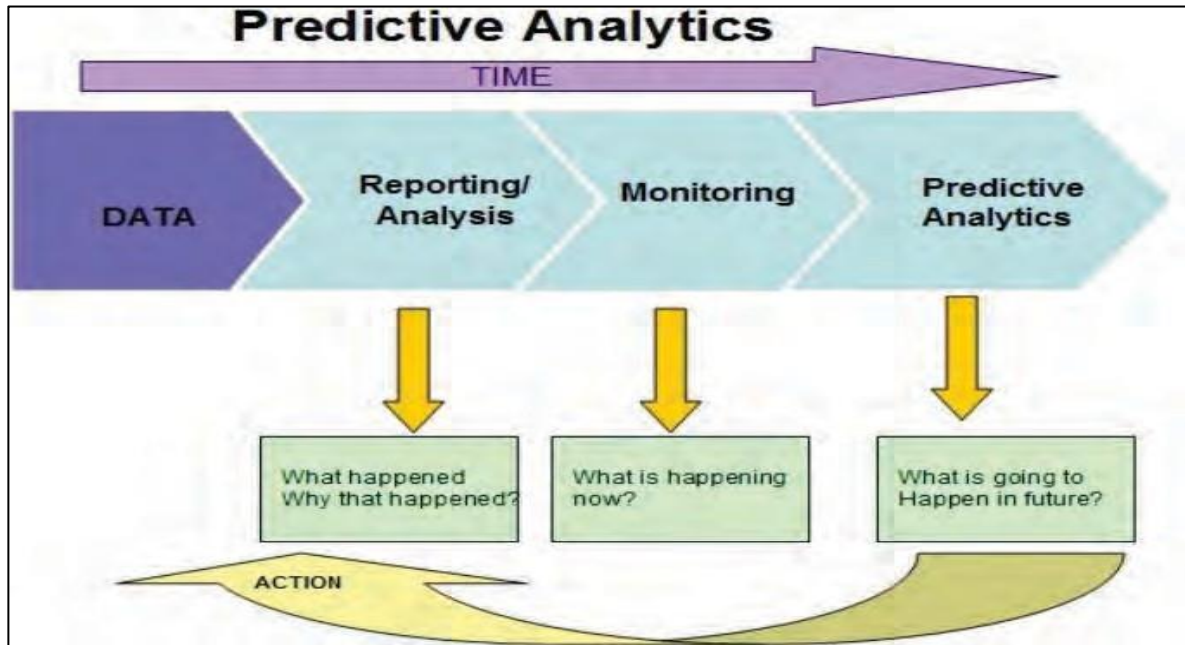 Predictive Analytics
TIME
DATA
Reporting/
Analysis
Monitoring
Predictive
Analytics
What happened
Why that happened?
What is happening
now?
What is going to
Happen in future?
ACTION